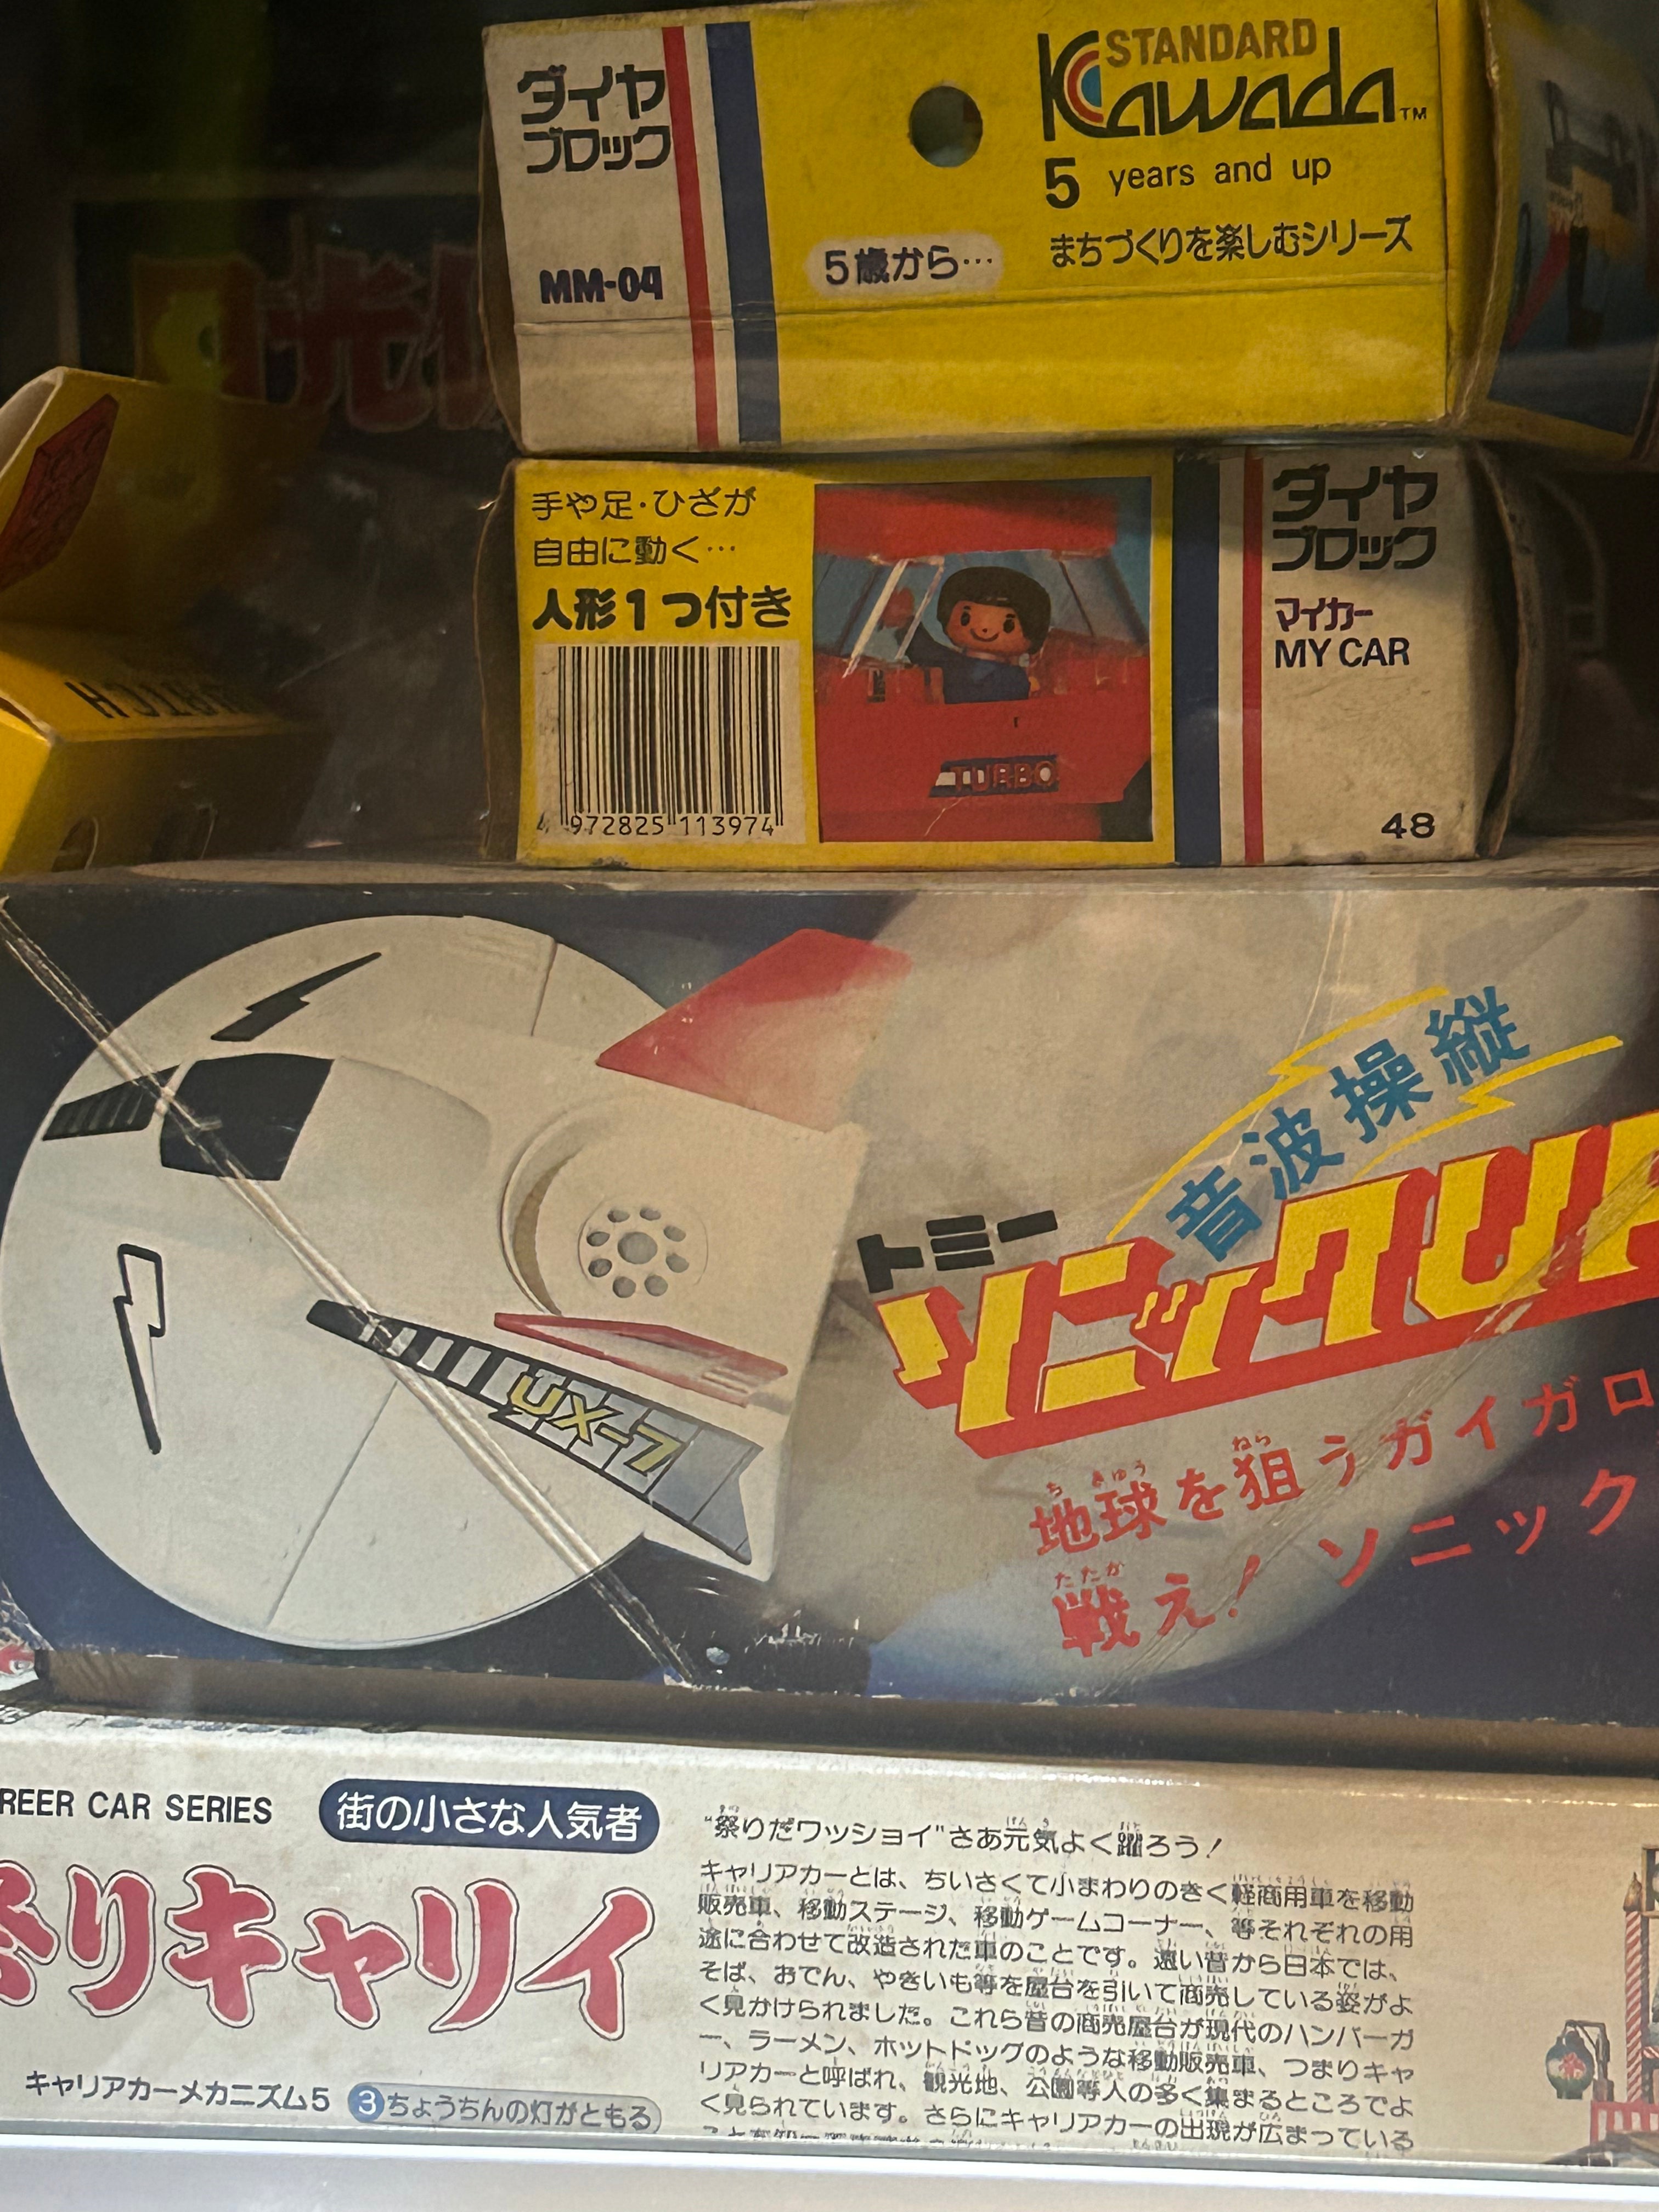 ダイヤ
ブロック
MM-04
5歳から…
STANDARD
Kawada™
5 years and up
まちづくりを楽しむシリーズ
手や足・ひざが
自由に動く…
人形1つ付き
4 972825 113974
TURBO
ダイヤ
ブロック
マイカー
MY CAR
48
音波操縦
トミー
ソニックU
UX-7
地球を狙うガイガロ
ち きゅう ねら
戦え! ソニック
たたか
REER CAR SERIES
街の小さな人気者
祭りキャリイ
キャリアカーメカニズム5
③ちょうちんの灯がともる
"祭りだワッショイ"さあ元気よく躍ろう!
キャリアカーとは、ちいさくて小まわりのきく軽商用車を移動
販売車、移動ステージ、移動ゲームコーナー、等それぞれの用
途に合わせて改造された車のことです。遠い昔から日本では、
そば、おでん、やきいも等を屋台を引いて商売している姿がよ
く見かけられました。これら昔の商売屋台が現代のハンバーガ
ー、ラーメン、ホットドッグのような移動販売車、つまりキャ
リアカーと呼ばれ、観光地、公園等人の多く集まるところでよ
く見られています。さらにキャリアカーの出現が広まっている